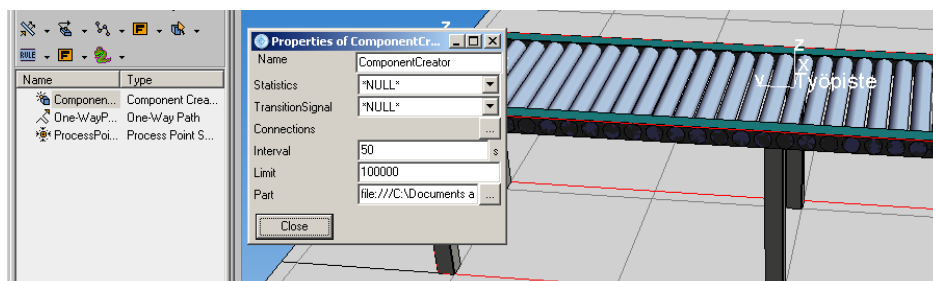 RULE
Name Type
Componen... Component Crea...
One-WayP... One-Way Path
ProcessPoi... Process Point S...
Properties of ComponentCr...
Name ComponentCreator
Statistics *NULL*
TransitionSignal *NULL*
Connections ...
Interval 50 s
Limit 100000
Part file:///C:\Documents a ...
Close
Z
Z
X
Y Työpiste